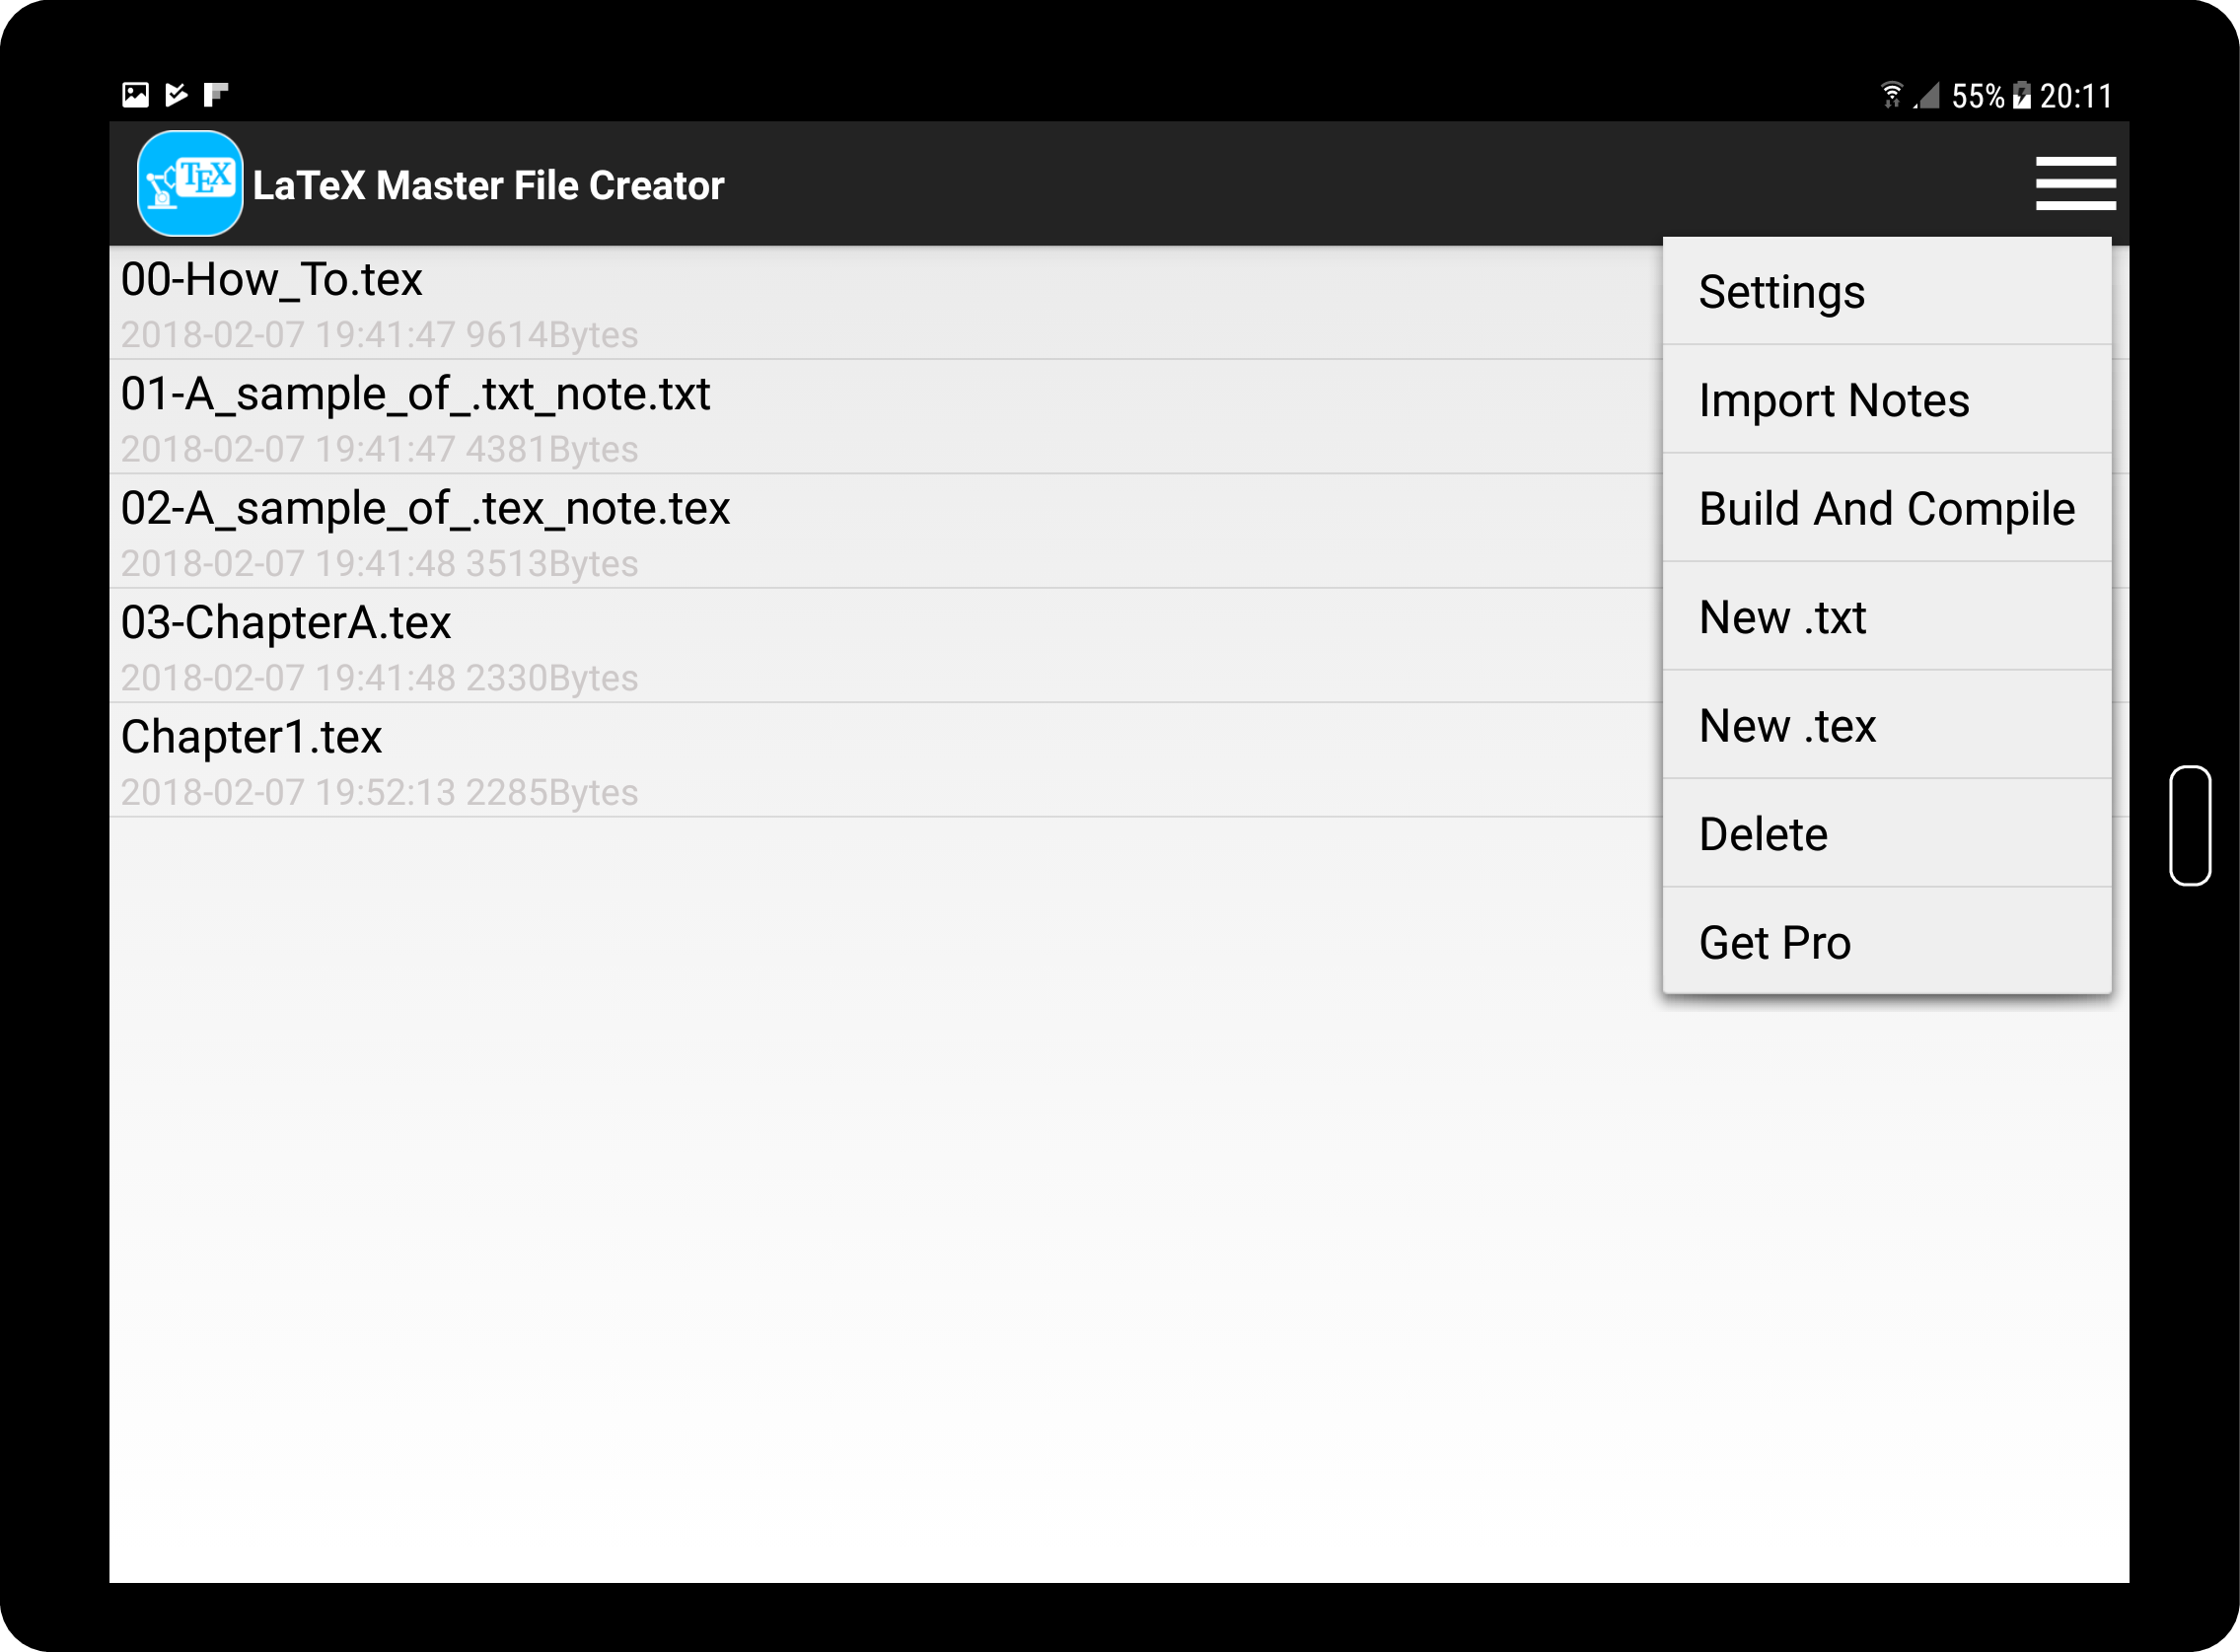 55% 20:11
TEX LaTeX Master File Creator
00-How_To.tex
2018-02-07 19:41:47 9614Bytes
01-A_sample_of_.txt_note.txt
2018-02-07 19:41:47 4381Bytes
02-A_sample_of_.tex_note.tex
2018-02-07 19:41:48 3513Bytes
03-ChapterA.tex
2018-02-07 19:41:48 2330Bytes
Chapter1.tex
2018-02-07 19:52:13 2285Bytes
Settings
Import Notes
Build And Compile
New .txt
New .tex
Delete
Get Pro